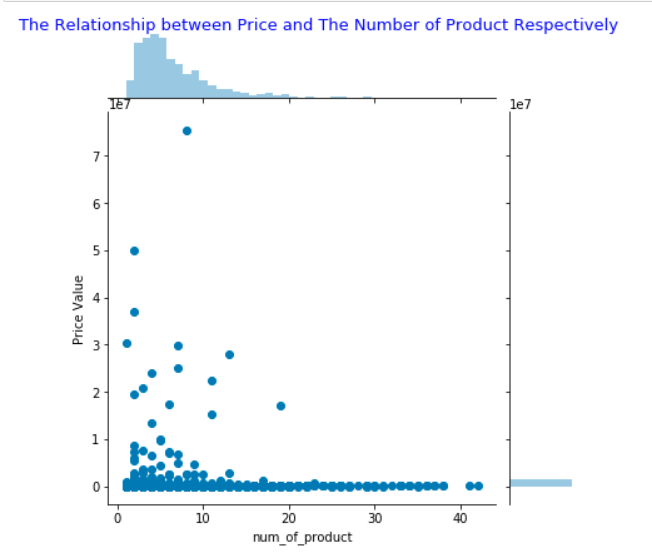 The Relationship between Price and The Number of Product Respectively
1e7 1e7
7
6
5
4
3
2
1
0
Price Value
0 10 20 30 40
num_of_product